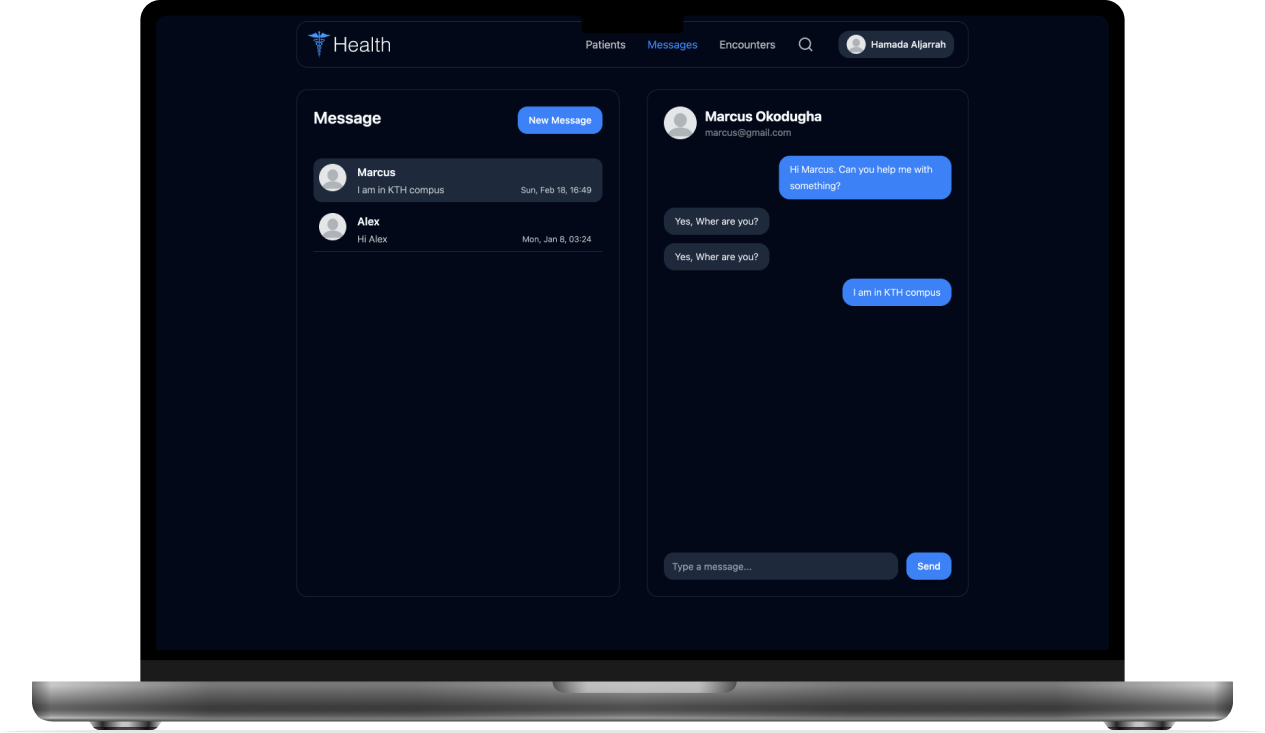 Health
Patients
Messages
Encounters
Hamada Aljarrah
Message
New Message
Marcus
I am in KTH compus
Sun, Feb 18, 16:49
Alex
Hi Alex
Mon, Jan 8, 03:24
Marcus Okodugha
marcus@gmail.com
Hi Marcus. Can you help me with
something?
Yes, Wher are you?
Yes, Wher are you?
I am in KTH compus
Type a message...
Send